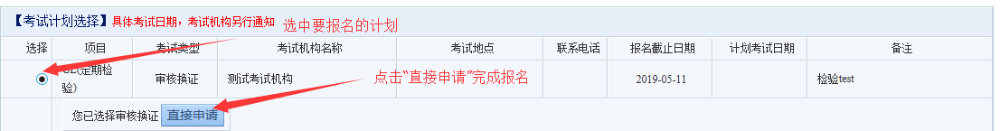 【考试计划选择】具体考试日期，考试机构另行通知 选中要报名的计划
选择 项目 考试类型 考试机构名称 考试地点 联系电话 报名截止日期 计划考试日期 备注
(定期检验) 审核换证 测试考试机构 2019-05-11 检验test
点击“直接申请”完成报名
您已选择审核换证 直接申请